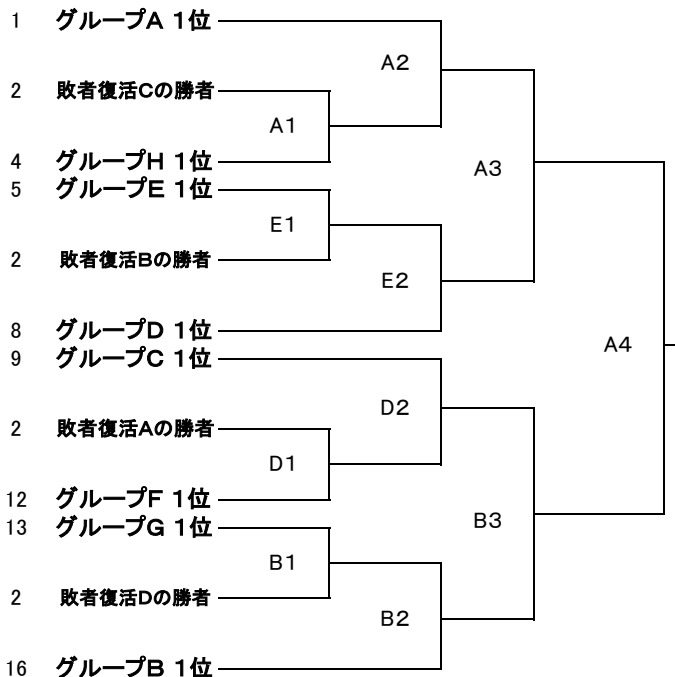 1 グループA 1位
A2
2 敗者復活Cの勝者
A1
4 グループH 1位
A3
5 グループE 1位
E1
2 敗者復活Bの勝者
E2
8 グループD 1位
A4
9 グループC 1位
D2
2 敗者復活Aの勝者
D1
12 グループF 1位
B3
13 グループG 1位
B1
2 敗者復活Dの勝者
B2
16 グループB 1位